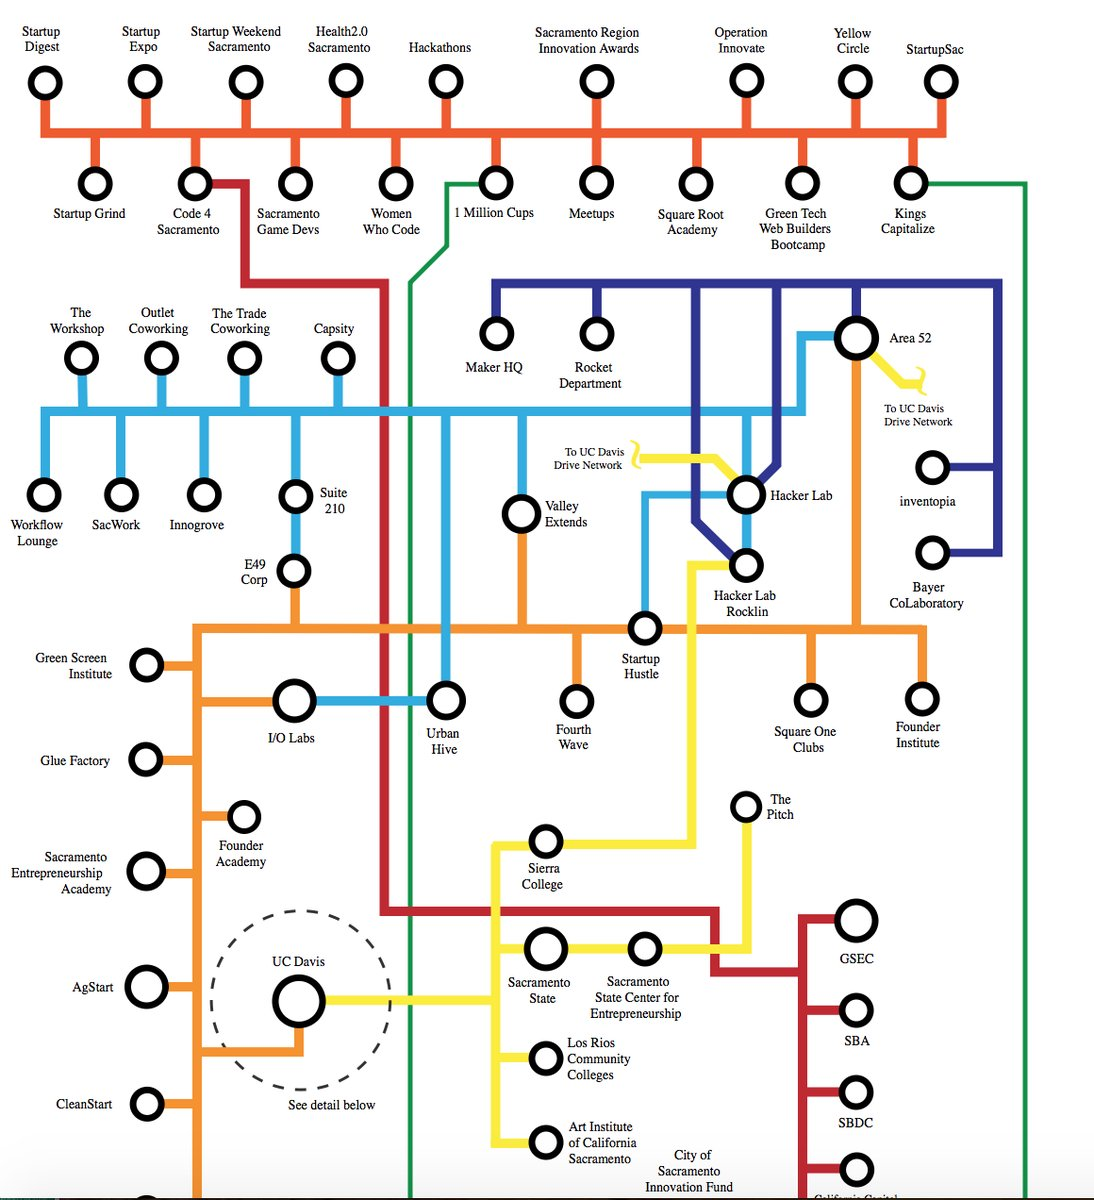 Startup
Digest
Startup
Expo
Startup Weekend
Sacramento
Health2.0
Sacramento
Hackathons
Sacramento Region
Innovation Awards
Operation
Innovate
Yellow
Circle
StartupSac
Startup Grind
Code 4
Sacramento
Sacramento
Game Devs
Women
Who Code
1 Million Cups
Meetups
Square Root
Academy
Green Tech
Web Builders
Bootcamp
Kings
Capitalize
The
Workshop
Outlet
Coworking
The Trade
Coworking
Capsity
Maker HQ
Rocket
Department
Area 52
To UC Davis
Drive Network
To UC Davis
Drive Network
Workflow
Lounge
SacWork
Innogrove
Suite
210
Valley
Extends
Hacker Lab
inventopia
E49
Corp
Hacker Lab
Rocklin
Bayer
CoLaboratory
Green Screen
Institute
Startup
Hustle
I/O Labs
Urban
Hive
Fourth
Wave
Square One
Clubs
Founder
Institute
Glue Factory
The
Pitch
Founder
Academy
Sacramento
Entrepreneurship
Academy
Sierra
College
UC Davis
GSEC
AgStart
Sacramento
State
Sacramento
State Center for
Entrepreneurship
SBA
Los Rios
Community
Colleges
CleanStart
See detail below
SBDC
Art Institute
of California
Sacramento
City of
Sacramento
Innovation Fund
California Capital